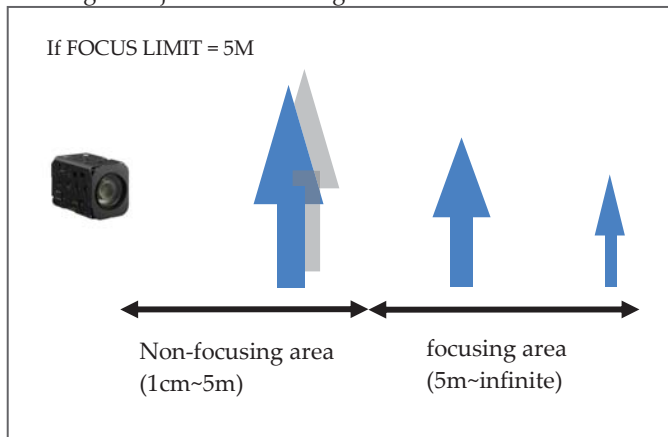 If FOCUS LIMIT = 5M
Non-focusing area
(1cm~5m)
focusing area
(5m~infinite)